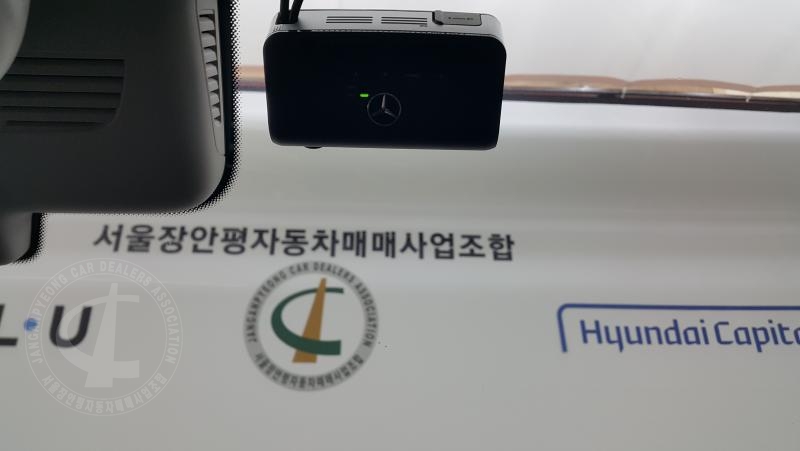 서울장안평자동차매매사업조합
JANGANPYEONG CAR DEALERS ASSOCIATION
서울장안평자동차매매사업조합
L·U
Hyundai Capit
JANGANPYEONG CAR DEALERS ASSOCIATION
서울장안평자동차매매사업조합